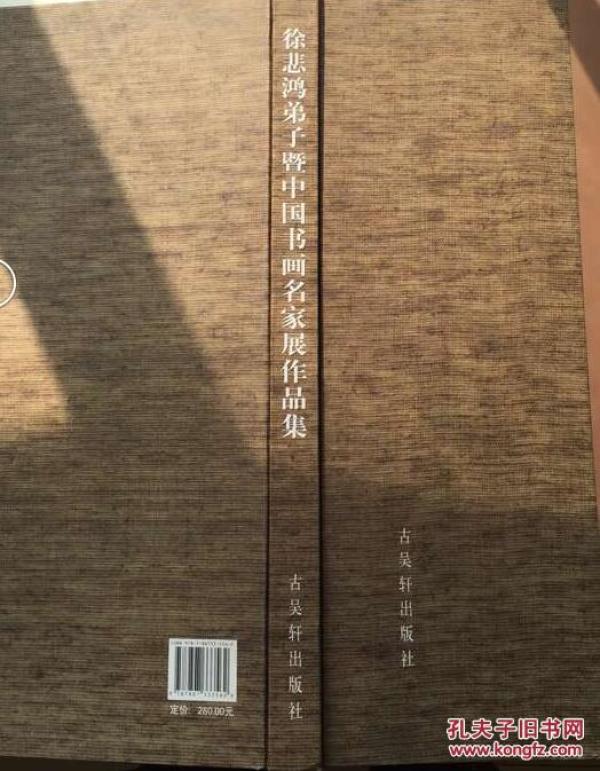 徐悲鸿弟子暨中国书画名家展作品集
古吴轩出版社
古吴轩出版社
定价: 280.00元
孔夫子旧书网
www.kongfz.com